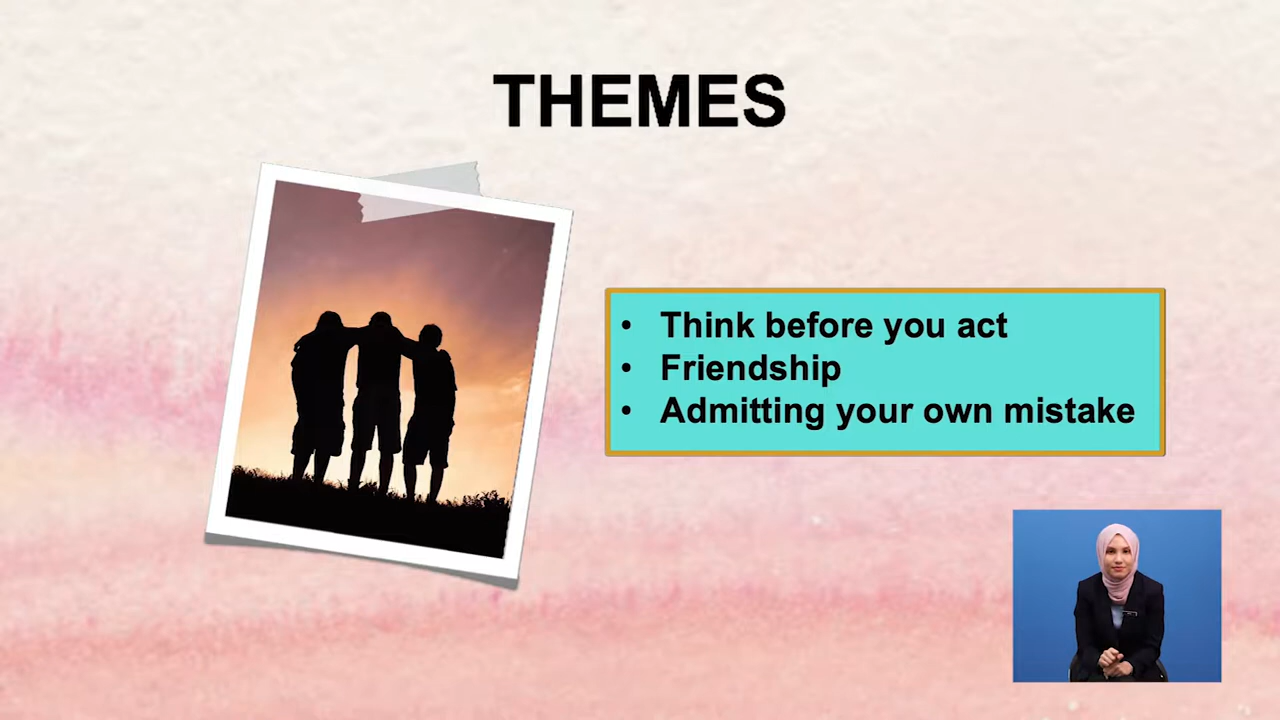 THEMES
• Think before you act
• Friendship
• Admitting your own mistake